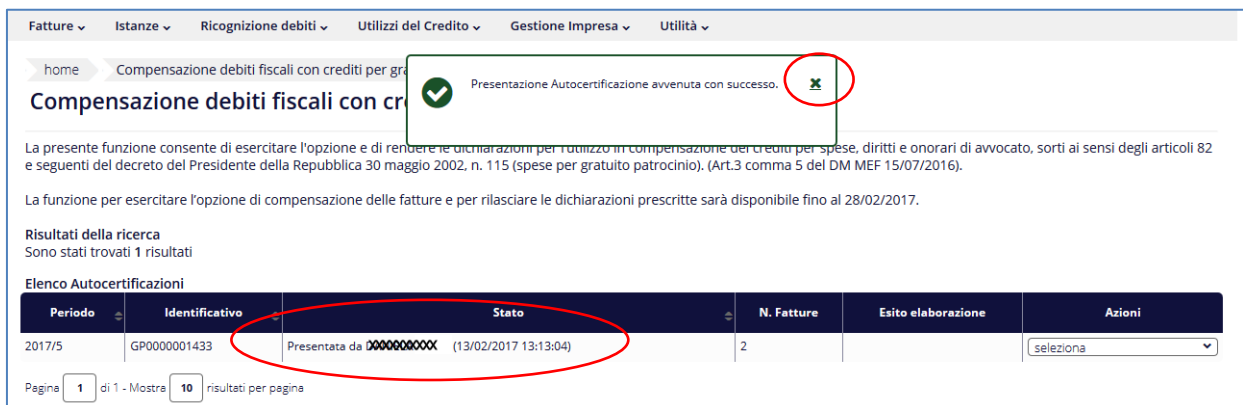 Fatture Istanze Ricognizione debiti Utilizzi del Credito Gestione Impresa Utilità
home Compensazione debiti fiscali con crediti per gra
Presentazione Autocertificazione avvenuta con successo. x
Compensazione debiti fiscali con cre
La presente funzione consente di esercitare l'opzione e di rendere le dichiarazioni per l'utilizzo in compensazione dei crediti per spese, diritti e onorari di avvocato, sorti ai sensi degli articoli 82
e seguenti del decreto del Presidente della Repubblica 30 maggio 2002, n. 115 (spese per gratuito patrocinio). (Art.3 comma 5 del DM MEF 15/07/2016).
La funzione per esercitare l'opzione di compensazione delle fatture e per rilasciare le dichiarazioni prescritte sarà disponibile fino al 28/02/2017.
Risultati della ricerca
Sono stati trovati 1 risultati
Elenco Autocertificazioni
Periodo Identificativo Stato N. Fatture Esito elaborazione Azioni
2017/5 GP0000001433 Presentata da (13/02/2017 13:13:04) 2 seleziona
Pagina 1 di 1 - Mostra 10 risultati per pagina